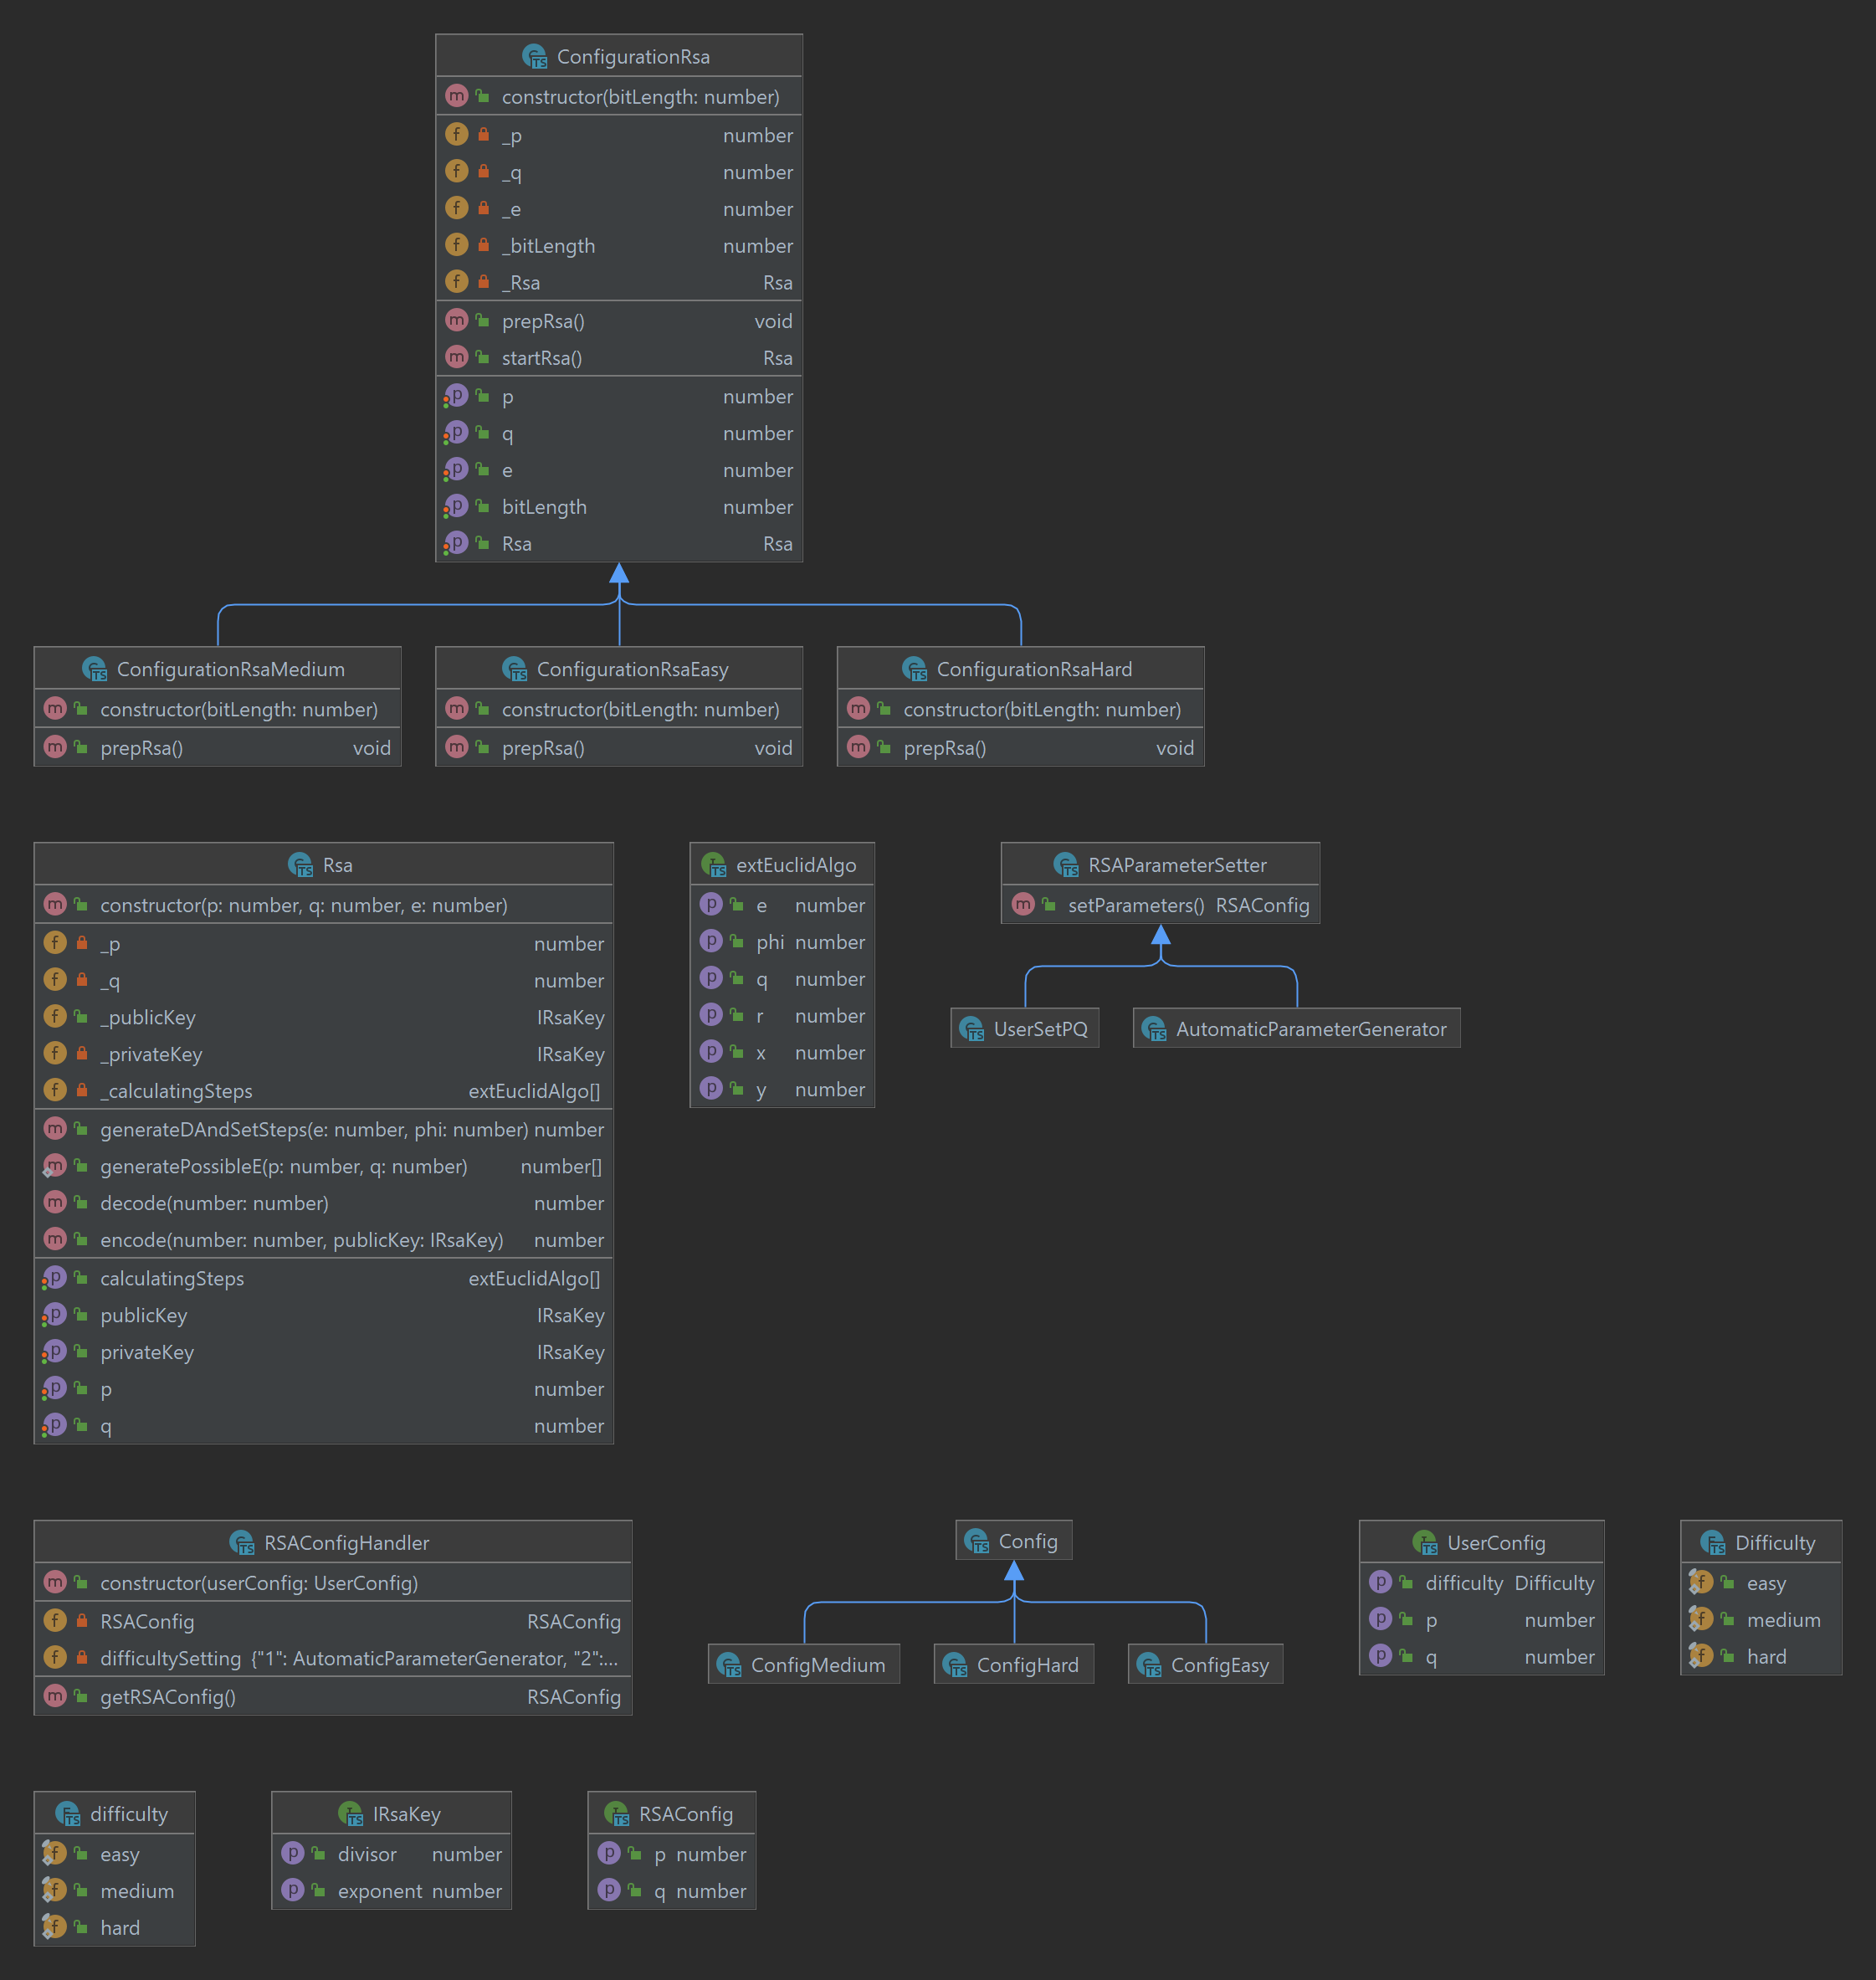 ConfigurationRsa
constructor(bitLength: number)
_p number
_q number
_e number
_bitLength number
_Rsa Rsa
prepRsa() void
startRsa() Rsa
p number
q number
e number
bitLength number
Rsa Rsa
ConfigurationRsaMedium
constructor(bitLength: number)
prepRsa() void
ConfigurationRsaEasy
constructor(bitLength: number)
prepRsa() void
ConfigurationRsaHard
constructor(bitLength: number)
prepRsa() void
Rsa
constructor(p: number, q: number, e: number)
_p number
_q number
_publicKey IRsaKey
_privateKey IRsaKey
_calculatingSteps extEuclidAlgo[]
generateDAndSetSteps(e: number, phi: number) number
generatePossibleE(p: number, q: number) number[]
decode(number: number) number
encode(number: number, publicKey: IRsaKey) number
calculatingSteps extEuclidAlgo[]
publicKey IRsaKey
privateKey IRsaKey
p number
q number
extEuclidAlgo
e number
phi number
q number
r number
x number
y number
RSAParameterSetter
setParameters() RSAConfig
UserSetPQ
AutomaticParameterGenerator
RSAConfigHandler
constructor(userConfig: UserConfig)
RSAConfig RSAConfig
difficultySetting {"1": AutomaticParameterGenerator, "2":...
getRSAConfig() RSAConfig
Config
ConfigMedium
ConfigHard
ConfigEasy
UserConfig
difficulty Difficulty
p number
q number
Difficulty
easy
medium
hard
difficulty
easy
medium
hard
IRsaKey
divisor number
exponent number
RSAConfig
p number
q number